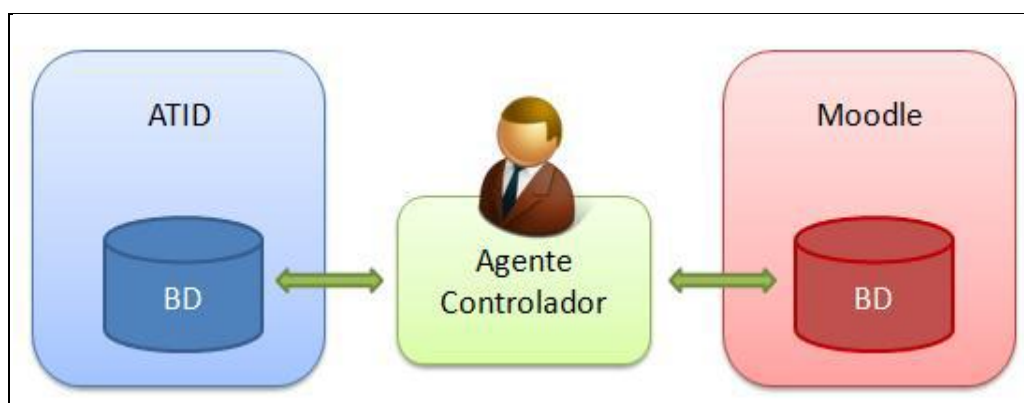 ATID
Moodle
Agente
Controlador
BD
BD